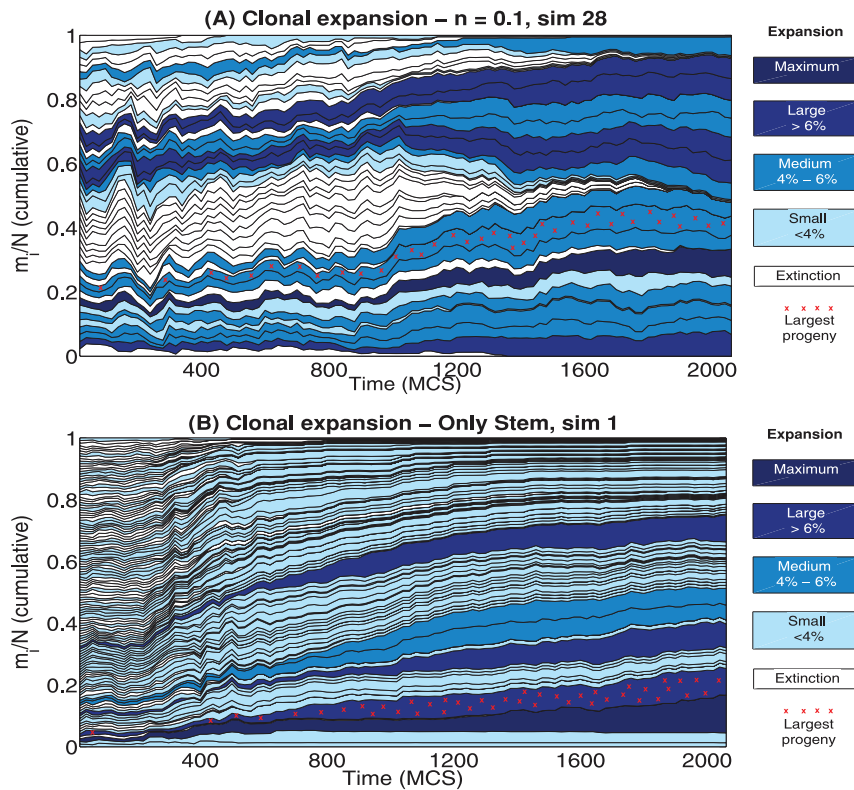 (A) Clonal expansion – n = 0.1, sim 28
m_i/N (cumulative)
1
0.8
0.6
0.4
0.2
0
400
800
1200
1600
2000
Time (MCS)
Expansion
Maximum
Large
> 6%
Medium
4% – 6%
Small
<4%
Extinction
x x x x
Largest
progeny
(B) Clonal expansion – Only Stem, sim 1
m_i/N (cumulative)
1
0.8
0.6
0.4
0.2
0
400
800
1200
1600
2000
Time (MCS)
Expansion
Maximum
Large
> 6%
Medium
4% – 6%
Small
<4%
Extinction
x x x x
Largest
progeny